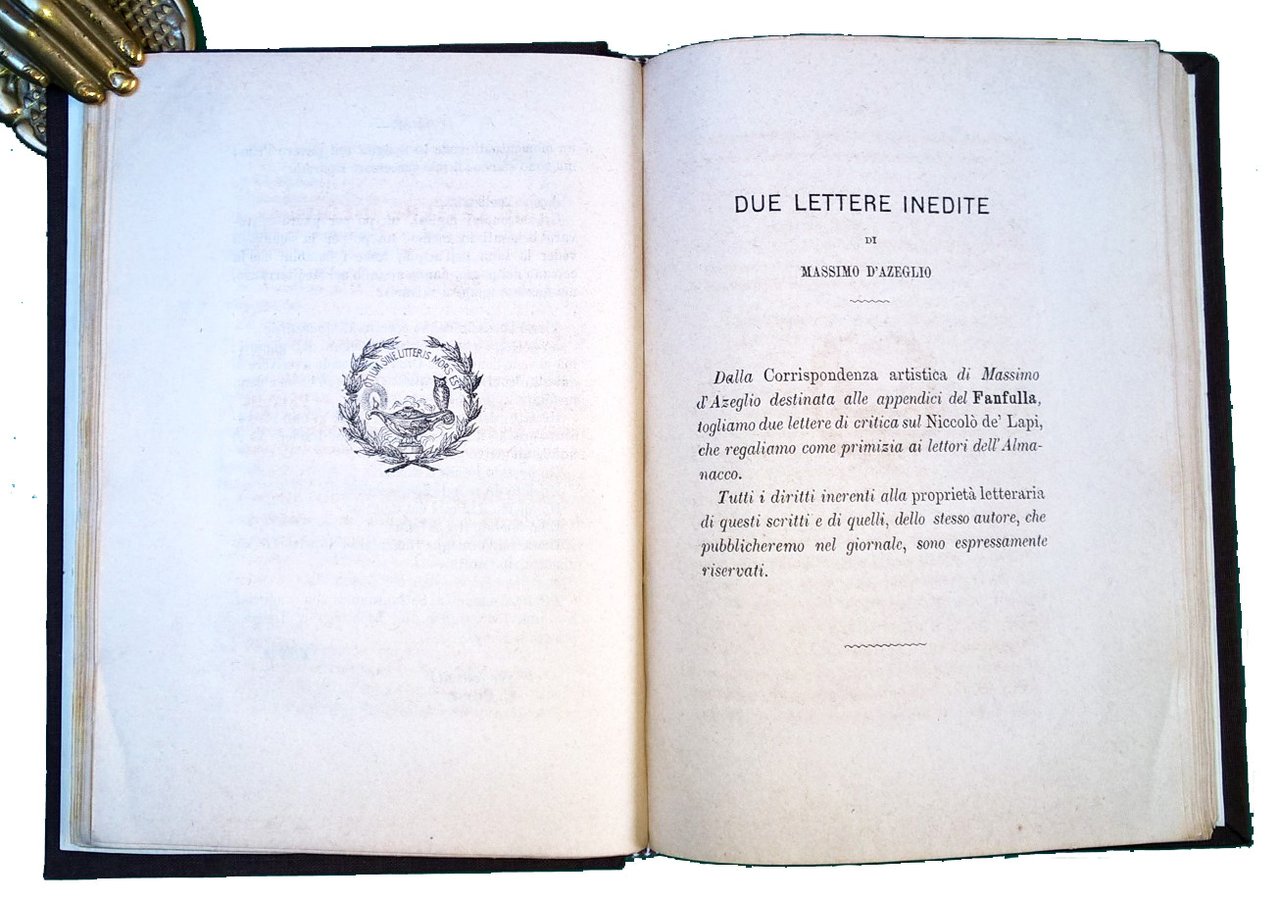 OTIUM SINE LITTERIS MORS EST
DUE LETTERE INEDITE
DI
MASSIMO D'AZEGLIO
Dalla Corrispondenza artistica di Massimo
d'Azeglio destinata alle appendici del Fanfulla,
togliamo due lettere di critica sul Niccolò de' Lapi,
che regaliamo come primizia ai lettori dell'Alma-
nacco.
Tutti i diritti inerenti alla proprietà letteraria
di questi scritti e di quelli, dello stesso autore, che
pubblicheremo nel giornale, sono espressamente
riservati.